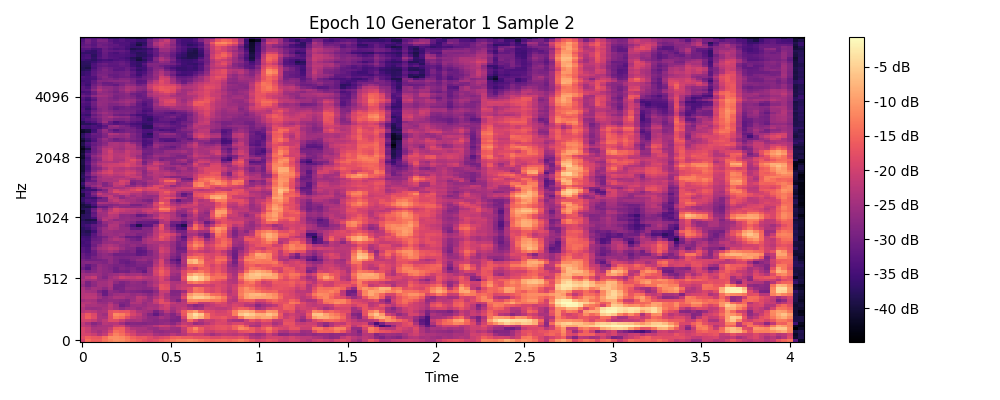 Epoch 10 Generator 1 Sample 2
Hz
4096
2048
1024
512
0
0 0.5 1 1.5 2 2.5 3 3.5 4
Time
-5 dB
-10 dB
-15 dB
-20 dB
-25 dB
-30 dB
-35 dB
-40 dB